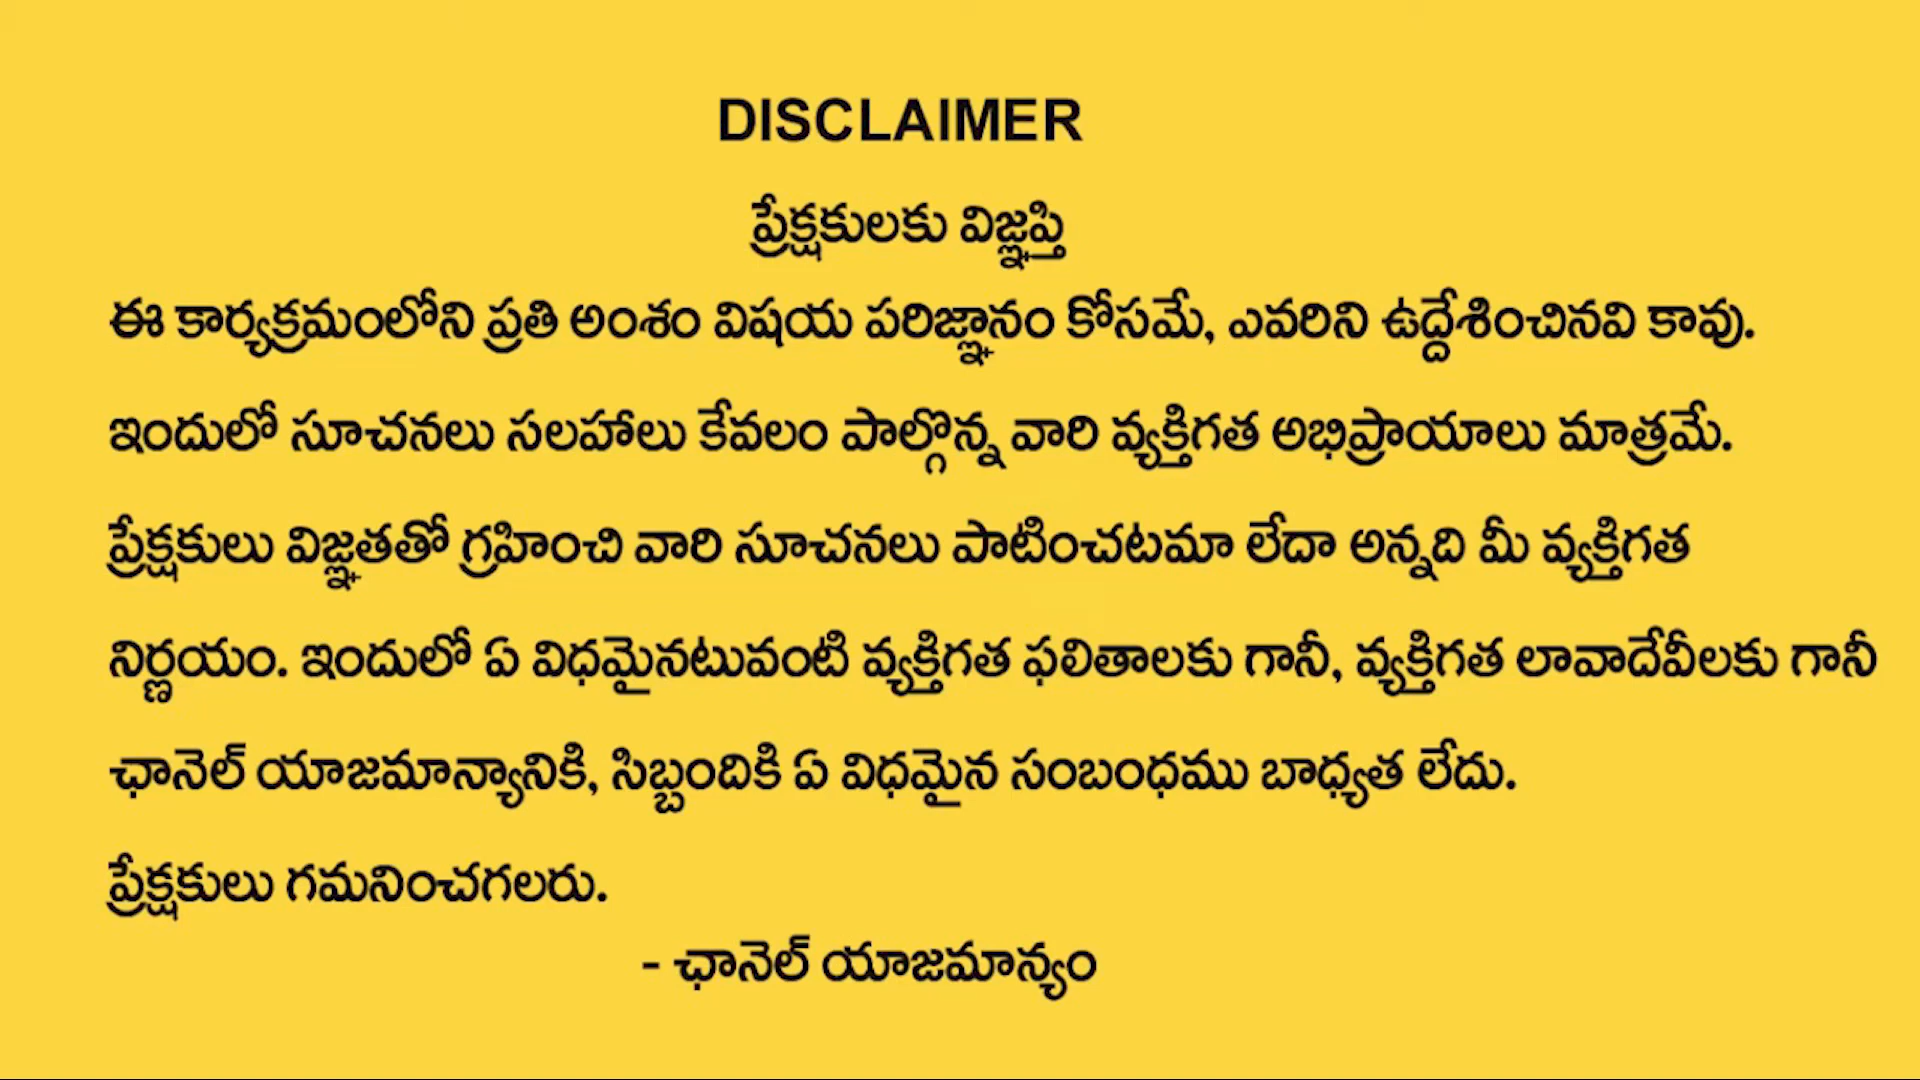 DISCLAIMER
ప్రేక్షకులకు విజ్ఞప్తి
ఈ కార్యక్రమంలోని ప్రతి అంశం విషయ పరిజ్ఞానం కోసమే, ఎవరిని ఉద్దేశించినవి కావు.
ఇందులో సూచనలు సలహాలు కేవలం పాల్గొన్న వారి వ్యక్తిగత అభిప్రాయాలు మాత్రమే.
ప్రేక్షకులు విజ్ఞతతో గ్రహించి వారి సూచనలు పాటించటమా లేదా అన్నది మీ వ్యక్తిగత
నిర్ణయం. ఇందులో ఏ విధమైనటువంటి వ్యక్తిగత ఫలితాలకు గానీ, వ్యక్తిగత లావాదేవీలకు గానీ
ఛానెల్ యాజమాన్యానికి, సిబ్బందికి ఏ విధమైన సంబంధము బాధ్యత లేదు.
ప్రేక్షకులు గమనించగలరు.
- ఛానెల్ యాజమాన్యం